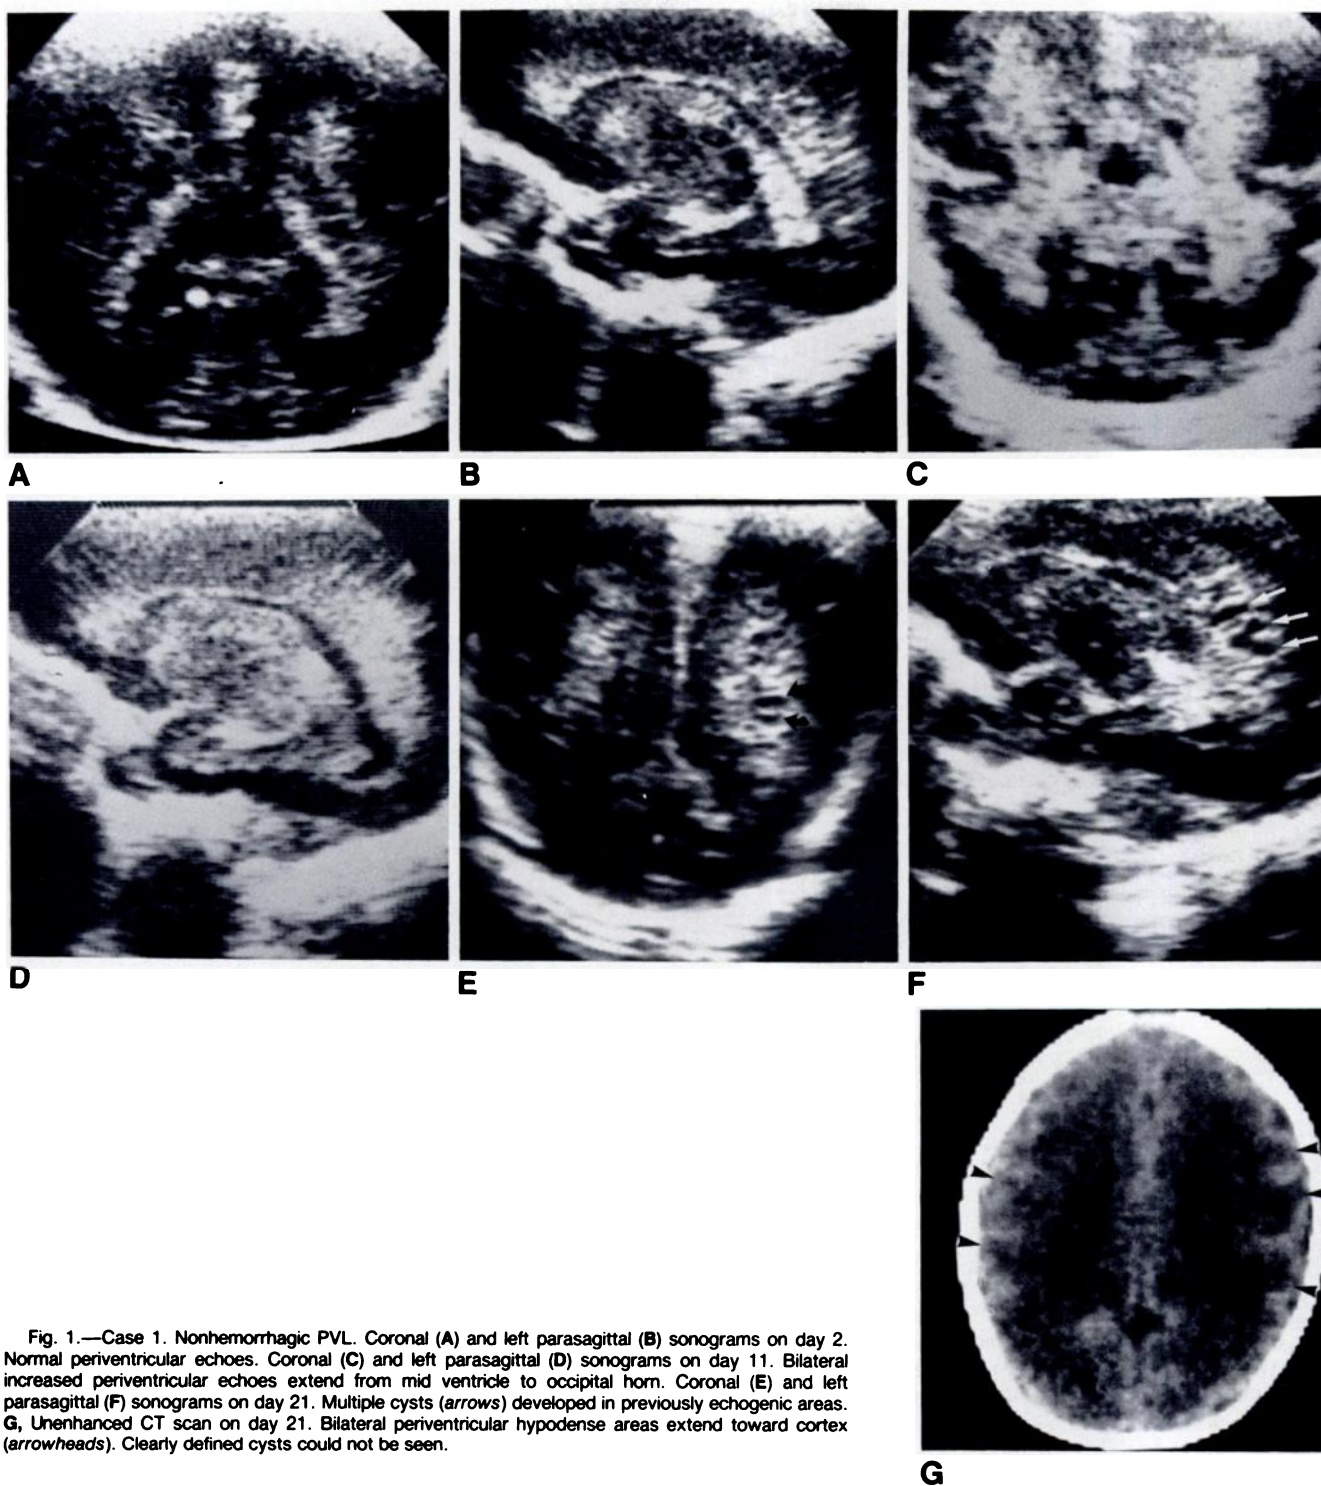 A
B
C
D
E
F
G
Fig. 1.—Case 1. Nonhemorrhagic PVL. Coronal (A) and left parasagittal (B) sonograms on day 2.
Normal periventricular echoes. Coronal (C) and left parasagittal (D) sonograms on day 11. Bilateral
increased periventricular echoes extend from mid ventricle to occipital horn. Coronal (E) and left
parasagittal (F) sonograms on day 21. Multiple cysts (arrows) developed in previously echogenic areas.
G, Unenhanced CT scan on day 21. Bilateral periventricular hypodense areas extend toward cortex
(arrowheads). Clearly defined cysts could not be seen.